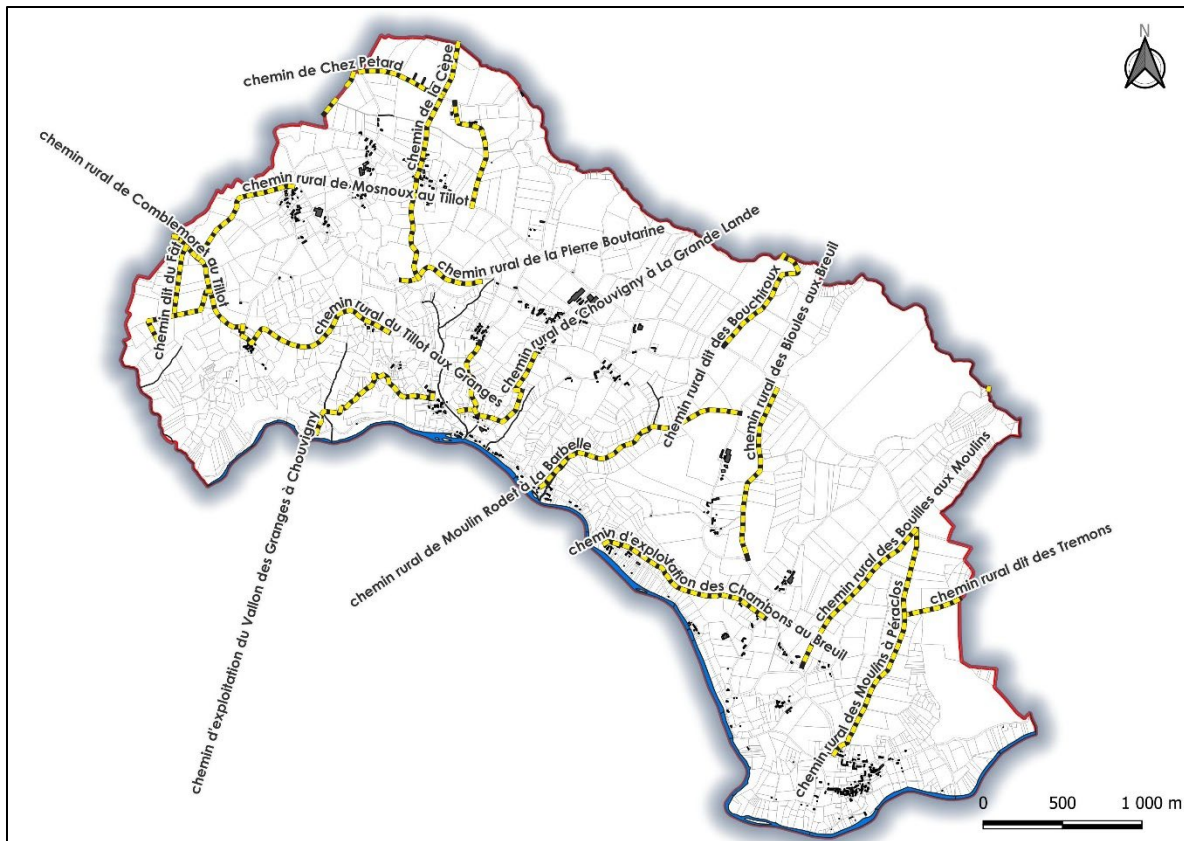 N
chemin de Chez Petard
chemin de la Cèpe
chemin rural de Comblemoret au Tillot
chemin rural de Mosnoux au Tillot
chemin dit du Fât
chemin rural de la Pierre Boutarine
chemin rural de Chouvigny à La Grande Lande
chemin rural du Tillot aux Granges
chemin rural dit des Bouchiroux
chemin rural des Bioules aux Breuil
chemin d'exploitation du Vallon des Granges à Chouvigny
chemin rural de Moulin Rodet à La Barbelle
chemin d'exploitation des Chambons au Breuil
chemin rural des Bouilles aux Moulins
chemin rural dit des Tremons
chemin rural des Moulins à Péraclos
0 500 1 000 m